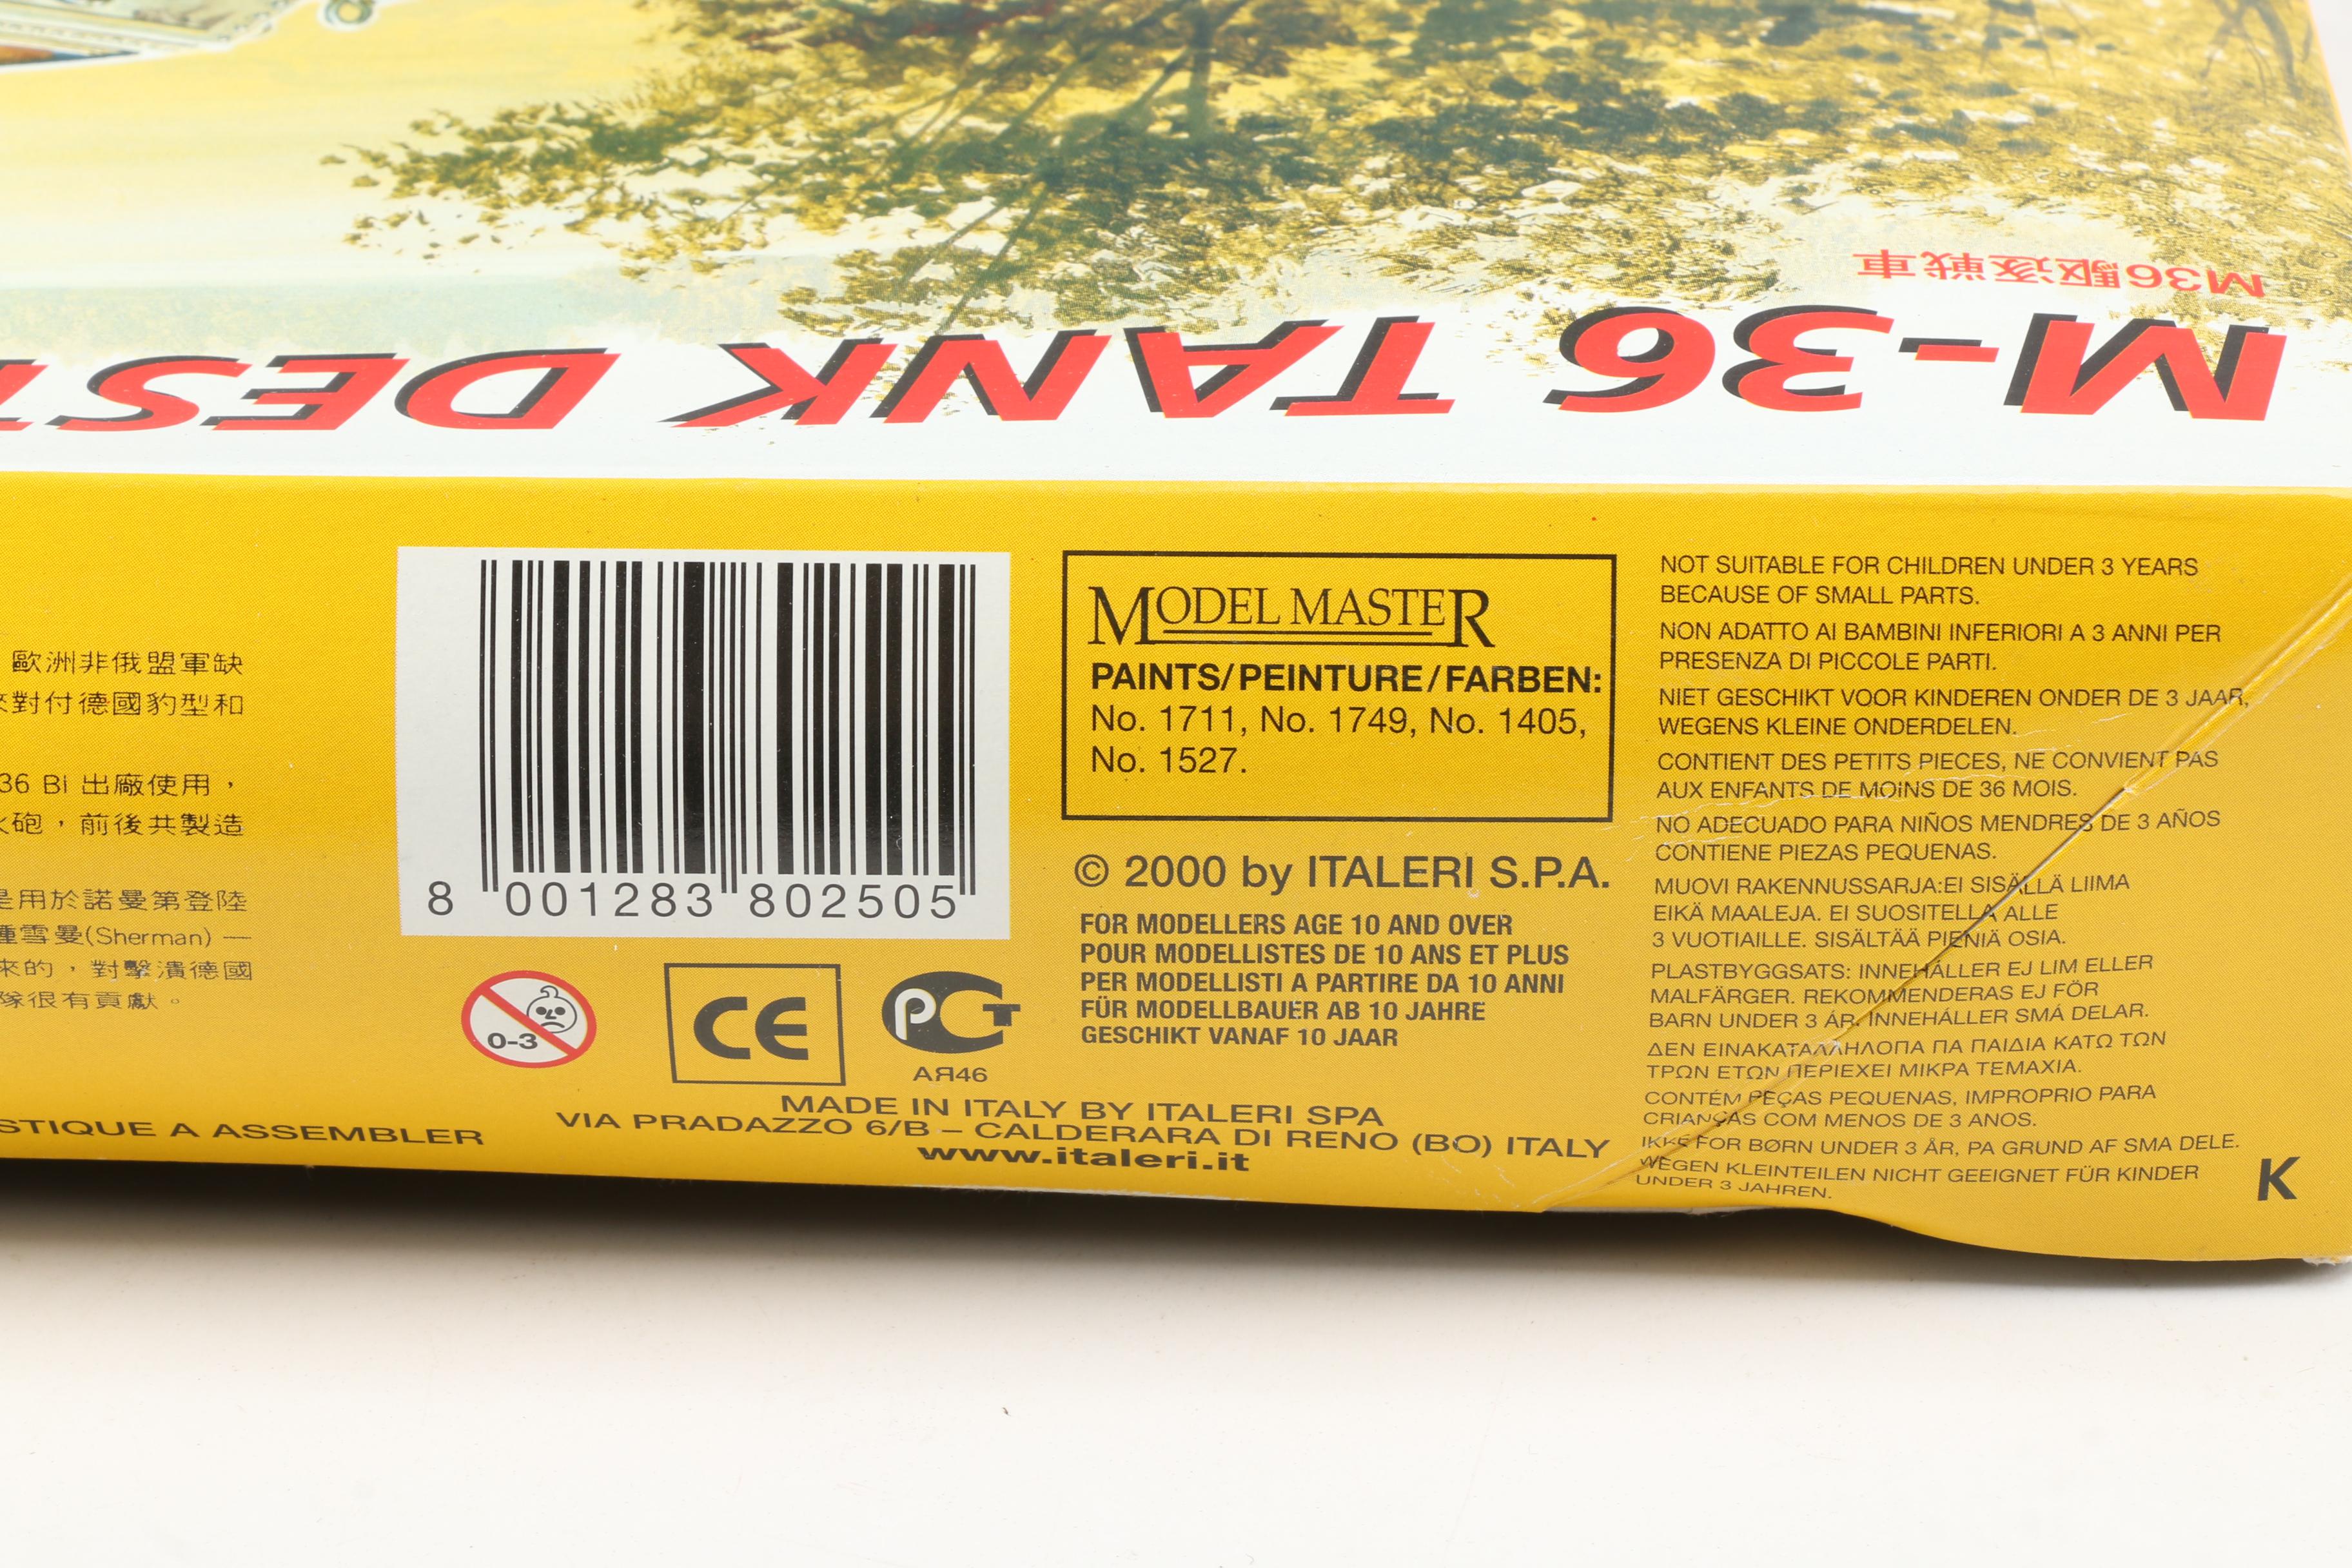 M36駆逐戦車
M-36 TANK DEST
歐洲非俄盟軍缺
來對付德國豹型和
36 BI 出廠使用，
火砲，前後共製造
是用於諾曼第登陸
種雪曼(Sherman) —
來的，對擊潰德國
隊很有貢獻。
STIQUE A ASSEMBLER
8 001283 802505
0-3
CE
PCT
АЯ46
MADE IN ITALY BY ITALERI SPA
VIA PRADAZZO 6/B – CALDERARA DI RENO (BO) ITALY
www.italeri.it
MODEL MASTER
PAINTS/PEINTURE/FARBEN:
No. 1711, No. 1749, No. 1405,
No. 1527.
© 2000 by ITALERI S.P.A.
FOR MODELLERS AGE 10 AND OVER
POUR MODELLISTES DE 10 ANS ET PLUS
PER MODELLISTI A PARTIRE DA 10 ANNI
FÜR MODELLBAUER AB 10 JAHRE
GESCHIKT VANAF 10 JAAR
NOT SUITABLE FOR CHILDREN UNDER 3 YEARS
BECAUSE OF SMALL PARTS.
NON ADATTO AI BAMBINI INFERIORI A 3 ANNI PER
PRESENZA DI PICCOLE PARTI.
NIET GESCHIKT VOOR KINDEREN ONDER DE 3 JAAR,
WEGENS KLEINE ONDERDELEN.
CONTIENT DES PETITS PIECES, NE CONVIENT PAS
AUX ENFANTS DE MOINS DE 36 MOIS.
NO ADECUADO PARA NIÑOS MENDRES DE 3 AÑOS
CONTIENE PIEZAS PEQUENAS.
MUOVI RAKENNUSSARJA:EI SISÄLLÄ LIIMA
EIKÄ MAALEJA. EI SUOSITELLA ALLE
3 VUOTIAILLE. SISÄLTÄÄ PIENIÄ OSIA.
PLASTBYGGSATS: INNEHÁLLER EJ LIM ELLER
MALFÄRGER. REKOMMENDERAS EJ FÖR
BARN UNDER 3 ÁR. INNEHÁLLER SMÁ DELAR.
ΔΕΝ ΕΙΝΑΚΑΤΑΛΛΗΛΟΠΑ ΠΑ ΠΑΙΔΙΑ ΚΑΤΩ ΤΩΝ
ΤΡΩΝ ΕΤΩΝ ΠΕΡΙΕΧΕΙ ΜΙΚΡΑ ΤΕΜΑΧΙΑ.
CONTÉM PEÇAS PEQUENAS, IMPROPRIO PARA
CRIANÇAS COM MENOS DE 3 ANOS.
IKKE FOR BØRN UNDER 3 ÅR, PA GRUND AF SMA DELE.
WEGEN KLEINTEILEN NICHT GEEIGNET FÜR KINDER
UNDER 3 JAHREN.
K